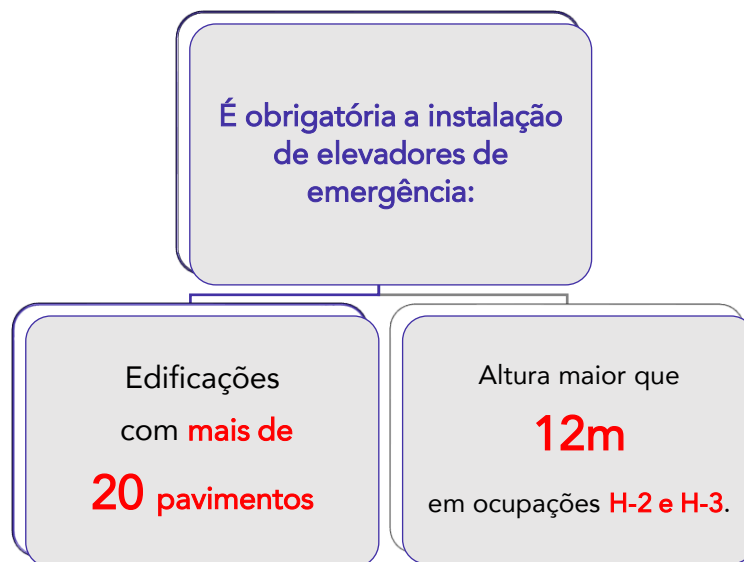 É obrigatória a instalação
de elevadores de
emergência:
Edificações
com mais de
20 pavimentos
Altura maior que
12m
em ocupações H-2 e H-3.